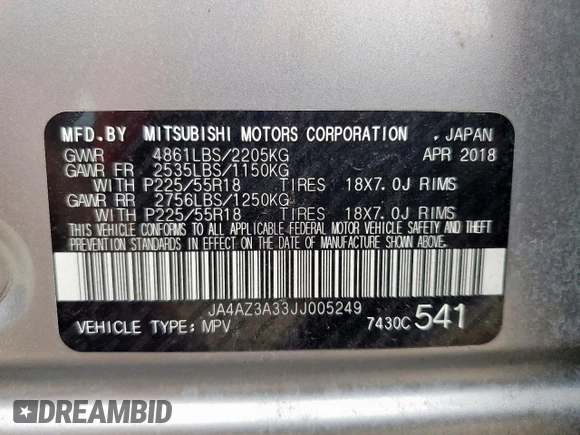 MFD.BY MITSUBISHI MOTORS CORPORATION , JAPAN
GVWR 4861LBS/2205KG APR 2018
GAWR FR 2535LBS/1150KG
WITH P225/55R18 TIRES 18X7.0J RIMS
GAWR RR 2756LBS/1250KG
WITH P225/55R18 TIRES 18X7.0J RIMS
THIS VEHICLE CONFORMS TO ALL APPLICABLE FEDERAL MOTOR VEHICLE SAFETY AND THEFT
PREVENTION STANDARDS IN EFFECT ON THE DATE OF MANUFACTURE SHOWN ABOVE.
JA4AZ3A33JJ005249
VEHICLE TYPE: MPV 7430C 541
DREAMBID